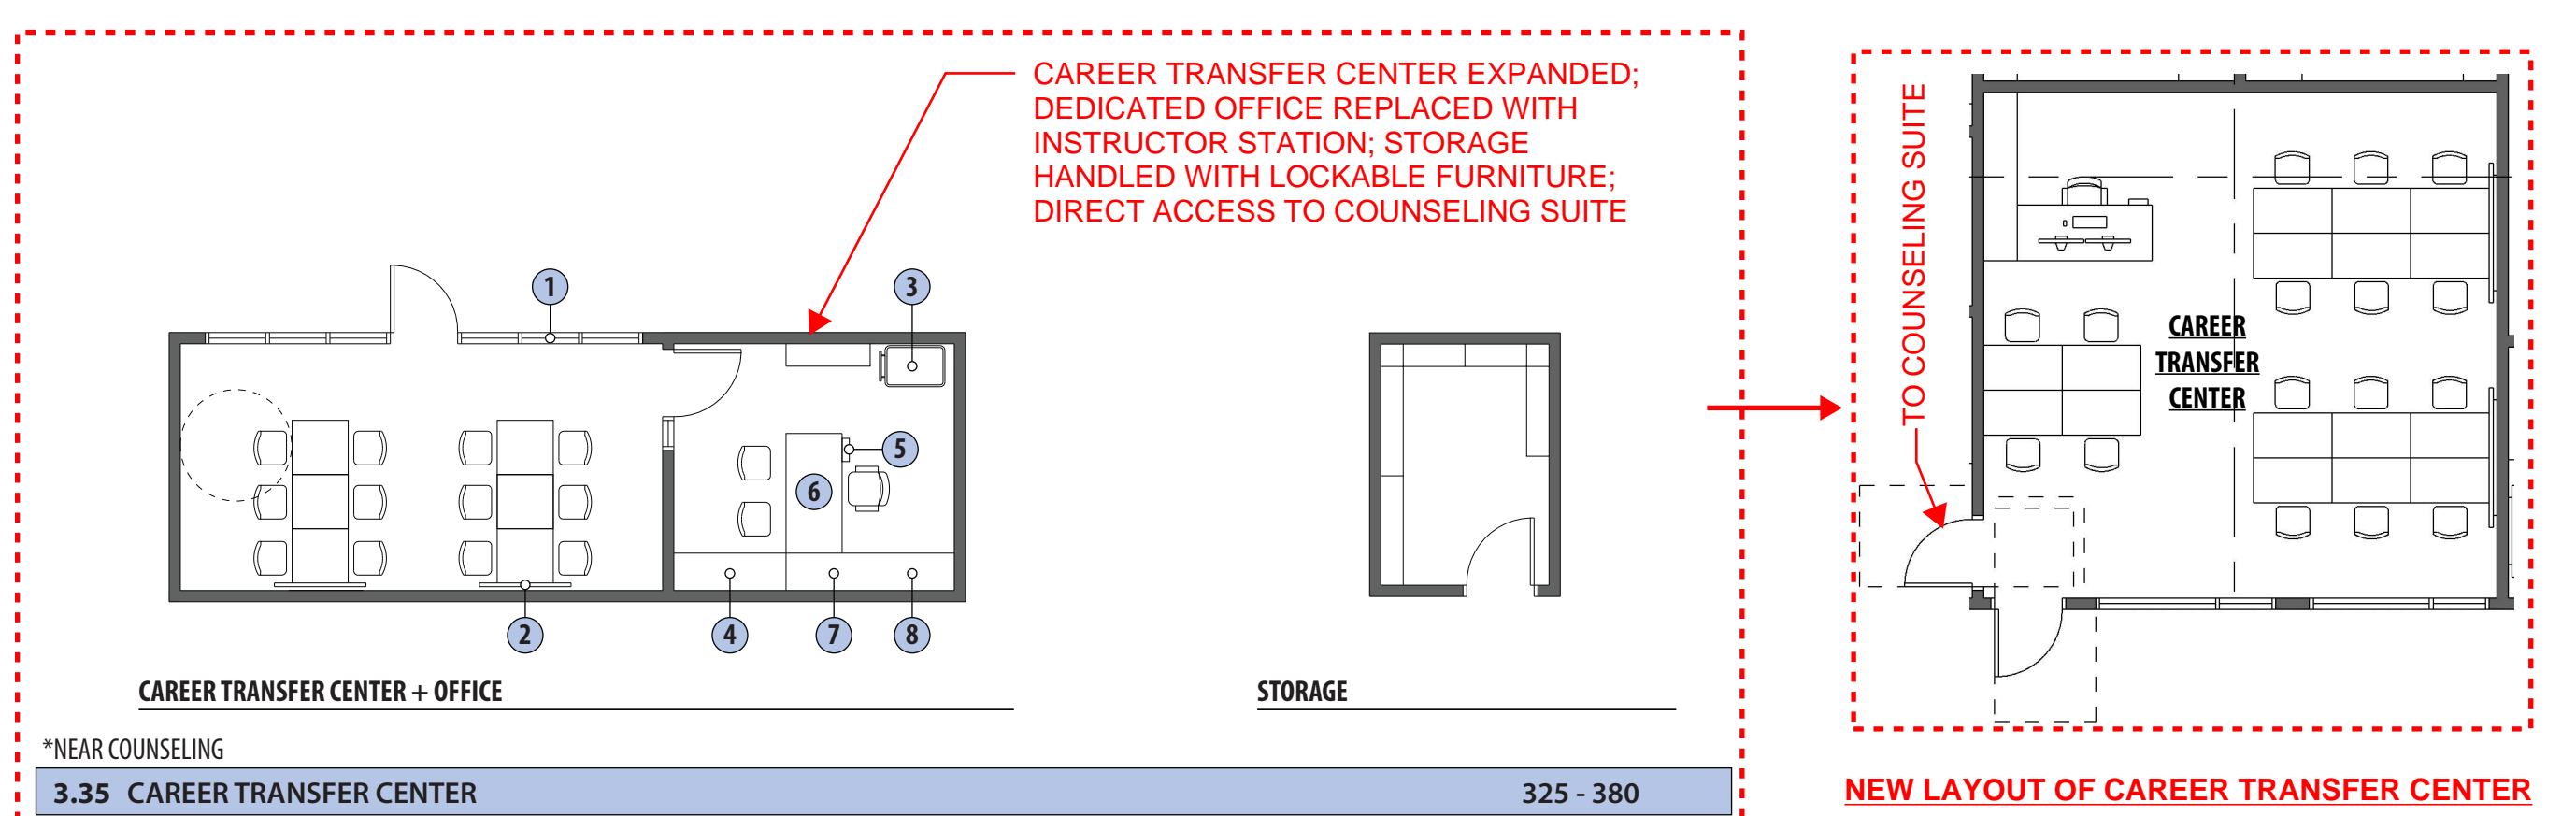 CAREER TRANSFER CENTER EXPANDED;
DEDICATED OFFICE REPLACED WITH
INSTRUCTOR STATION; STORAGE
HANDLED WITH LOCKABLE FURNITURE;
DIRECT ACCESS TO COUNSELING SUITE
1
3
5
6
2
4
7
8
CAREER TRANSFER CENTER + OFFICE
STORAGE
*NEAR COUNSELING
3.35 CAREER TRANSFER CENTER 325 - 380
TO COUNSELING SUITE
CAREER
TRANSFER
CENTER
NEW LAYOUT OF CAREER TRANSFER CENTER